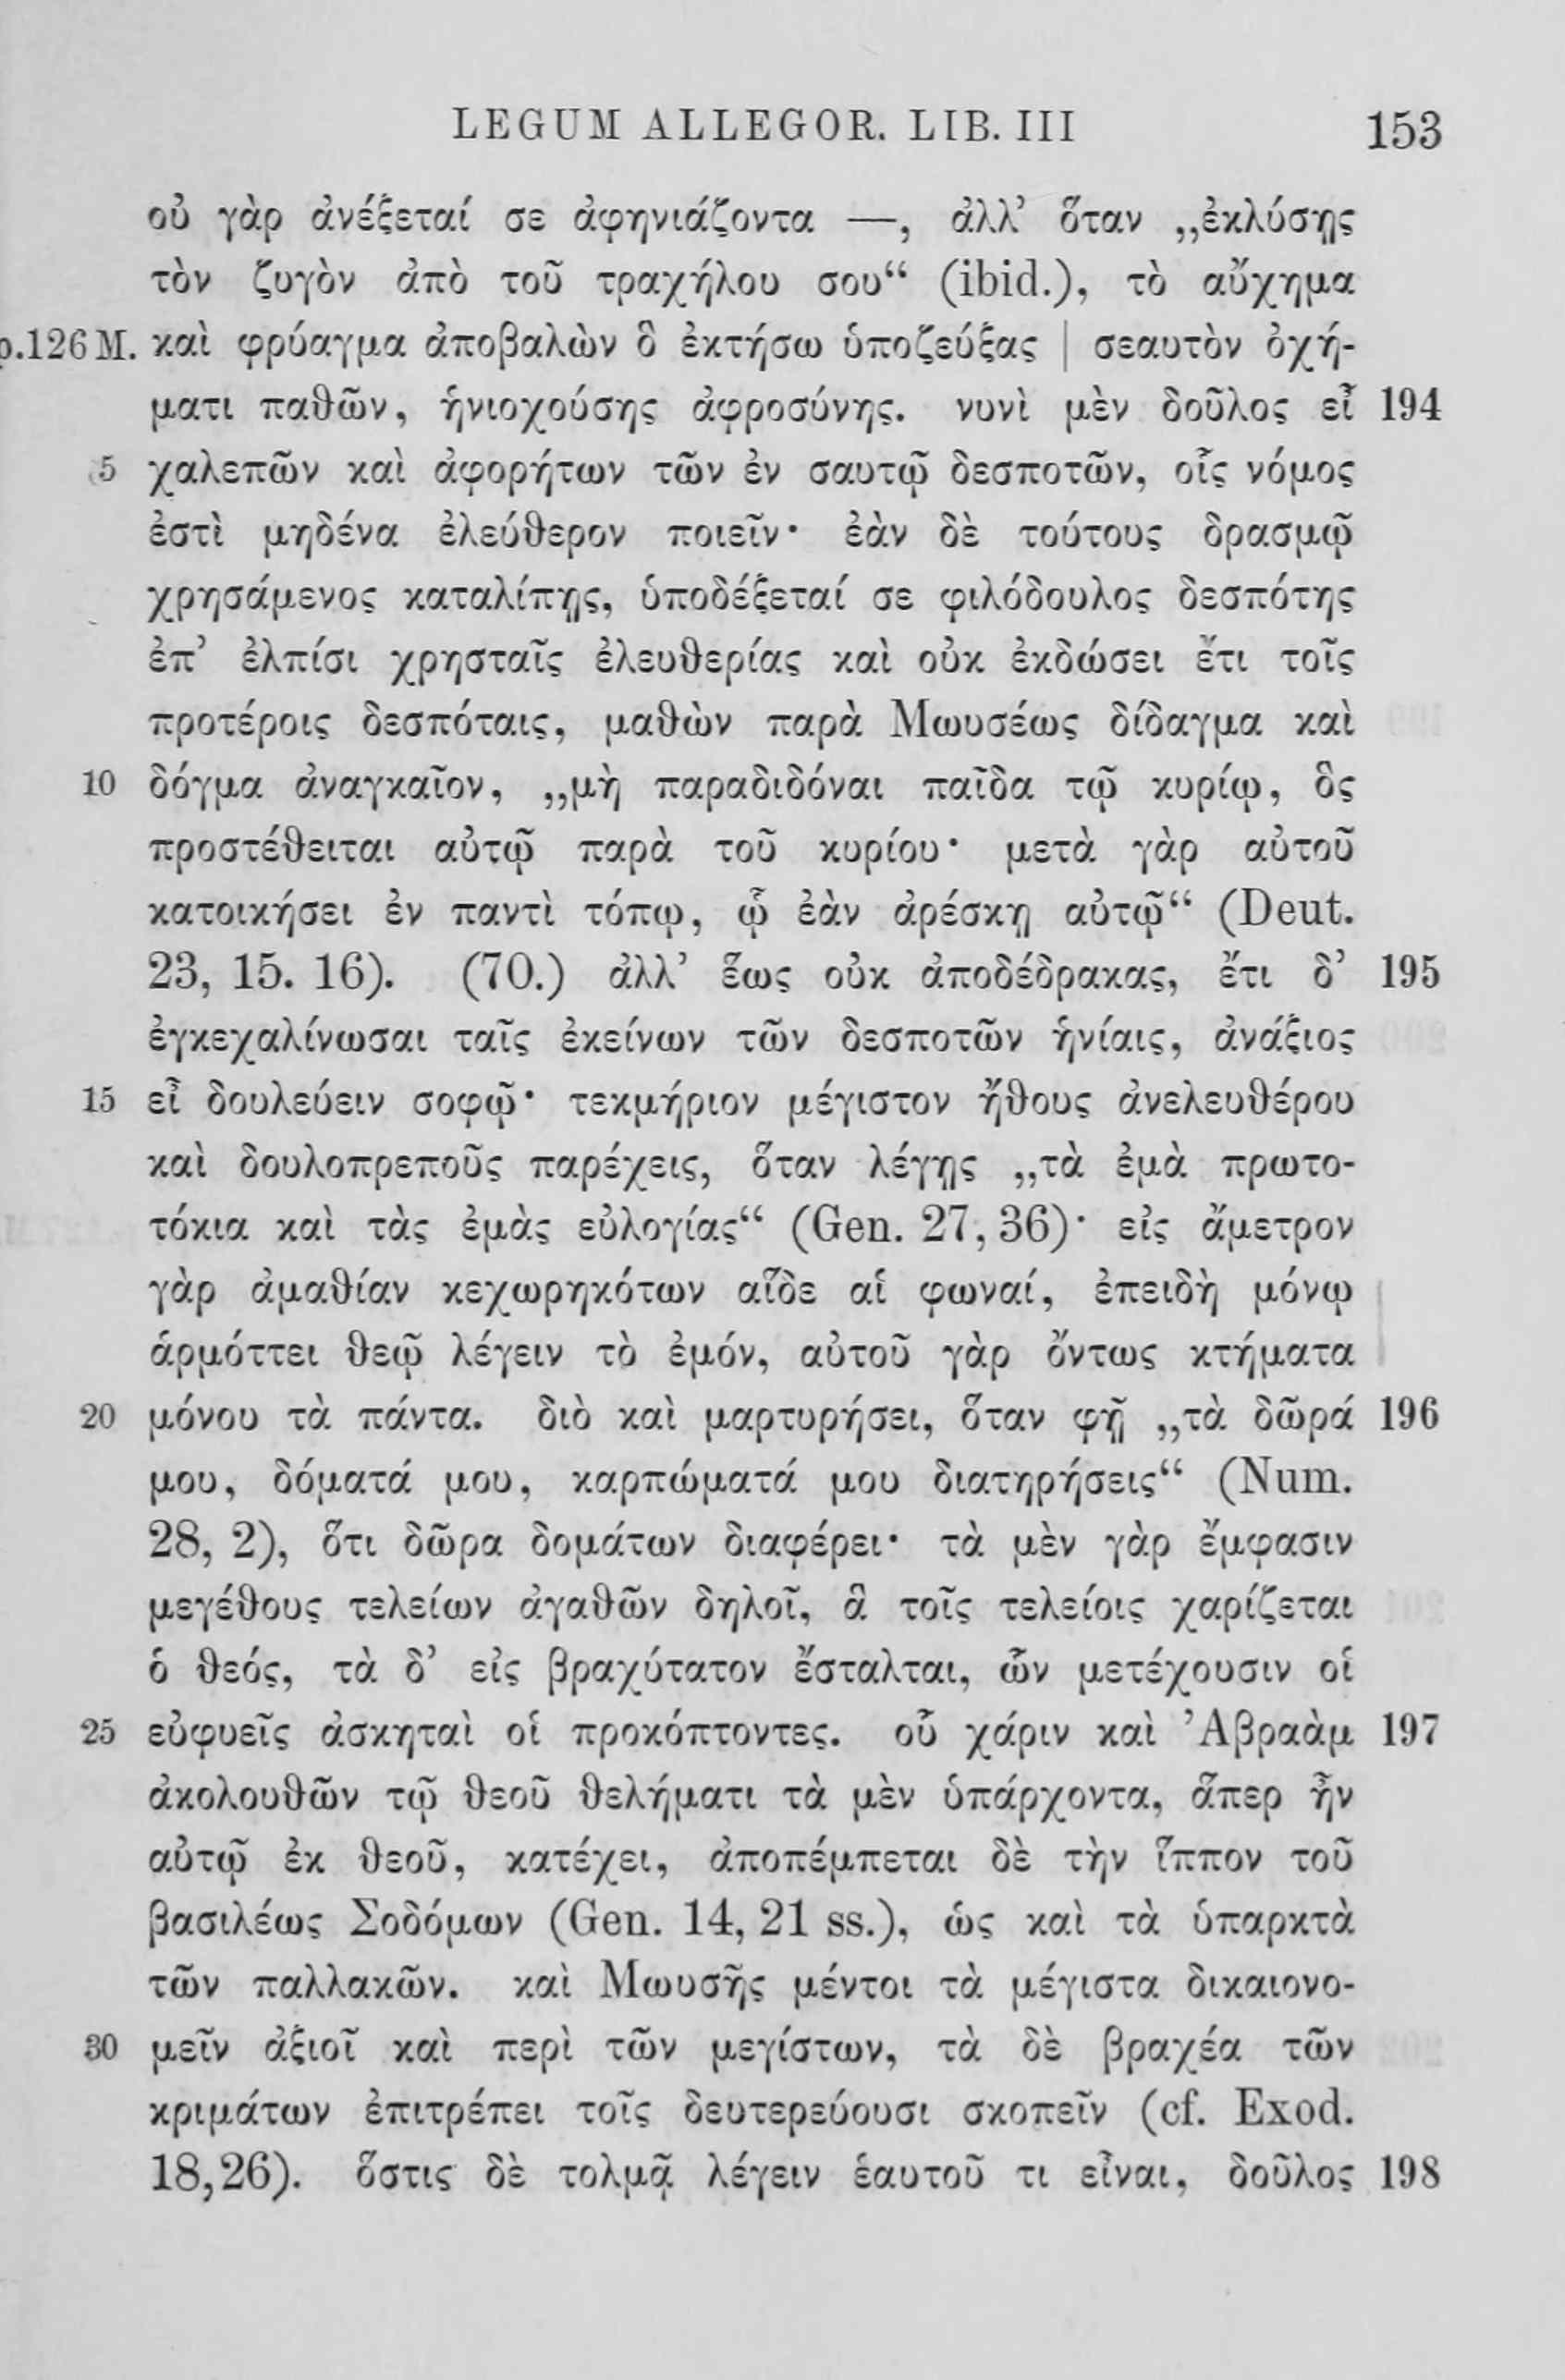 LEGUM ALLEGOR. LIB. III 153
οὐ γὰρ ἀνέξεταί σε ἀφηνιάζοντα —, ἀλλ’ ὅταν „ἐκλύσῃς
τὸν ζυγὸν ἀπὸ τοῦ τραχήλου σου“ (ibid.), τὸ αὔχημα
p.126 M. καὶ φρύαγμα ἀποβαλὼν ὃ ἐκτήσω ὑποζεύξας | σεαυτὸν ὀχή-
ματι παθῶν, ἡνιοχούσης ἀφροσύνης. νυνὶ μὲν δοῦλος εἶ 194
5 χαλεπῶν καὶ ἀφορήτων τῶν ἐν σαυτῷ δεσποτῶν, οἷς νόμος
ἐστὶ μηδένα ἐλεύθερον ποιεῖν· ἐὰν δὲ τούτους δρασμῷ
χρησάμενος καταλίπῃς, ὑποδέξεταί σε φιλόδουλος δεσπότης
ἐπ’ ἐλπίσι χρησταῖς ἐλευθερίας καὶ οὐκ ἐκδώσει ἔτι τοῖς
προτέροις δεσπόταις, μαθὼν παρὰ Μωυσέως δίδαγμα καὶ
10 δόγμα ἀναγκαῖον, „μὴ παραδιδόναι παῖδα τῷ κυρίῳ, ὃς
προστέθειται αὐτῷ παρὰ τοῦ κυρίου· μετὰ γὰρ αὐτοῦ
κατοικήσει ἐν παντὶ τόπῳ, ᾧ ἐὰν ἀρέσκῃ αὐτῷ“ (Deut.
23, 15. 16). (70.) ἀλλ’ ἕως οὐκ ἀποδέδρακας, ἔτι δ’ 195
ἐγκεχαλίνωσαι ταῖς ἐκείνων τῶν δεσποτῶν ἡνίαις, ἀνάξιος
15 εἶ δουλεύειν σοφῷ· τεκμήριον μέγιστον ἤθους ἀνελευθέρου
καὶ δουλοπρεποῦς παρέχεις, ὅταν λέγῃς „τὰ ἐμὰ πρωτο-
τόκια καὶ τὰς ἐμὰς εὐλογίας“ (Gen. 27, 36)· εἰς ἄμετρον
γὰρ ἀμαθίαν κεχωρηκότων αἵδε αἱ φωναί, ἐπειδὴ μόνῳ
ἁρμόττει θεῷ λέγειν τὸ ἐμόν, αὐτοῦ γὰρ ὄντως κτήματα
20 μόνου τὰ πάντα. διὸ καὶ μαρτυρήσει, ὅταν φῇ „τὰ δῶρά 196
μου, δόματά μου, καρπώματά μου διατηρήσεις“ (Num.
28, 2), ὅτι δῶρα δομάτων διαφέρει· τὰ μὲν γὰρ ἔμφασιν
μεγέθους τελείων ἀγαθῶν δηλοῖ, ἃ τοῖς τελείοις χαρίζεται
ὁ θεός, τὰ δ’ εἰς βραχύτατον ἔσταλται, ὧν μετέχουσιν οἱ
25 εὐφυεῖς ἀσκηταὶ οἱ προκόπτοντες. οὗ χάριν καὶ Ἀβραὰμ 197
ἀκολουθῶν τῷ θεοῦ θελήματι τὰ μὲν ὑπάρχοντα, ἅπερ ἦν
αὐτῷ ἐκ θεοῦ, κατέχει, ἀποπέμπεται δὲ τὴν ἵππον τοῦ
βασιλέως Σοδόμων (Gen. 14, 21 ss.), ὡς καὶ τὰ ὑπαρκτὰ
τῶν παλλακῶν. καὶ Μωυσῆς μέντοι τὰ μέγιστα δικαιονο-
30 μεῖν ἀξιοῖ καὶ περὶ τῶν μεγίστων, τὰ δὲ βραχέα τῶν
κριμάτων ἐπιτρέπει τοῖς δευτερεύουσι σκοπεῖν (cf. Exod.
18,26). ὅστις δὲ τολμᾷ λέγειν ἑαυτοῦ τι εἶναι, δοῦλος 198